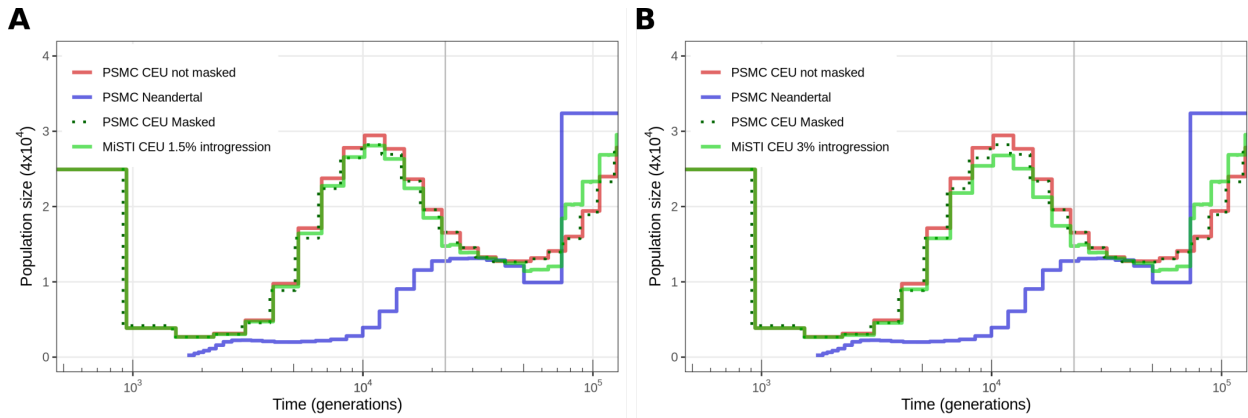 A
Population size (4x10⁴)
4
3
2
1
0
PSMC CEU not masked
PSMC Neandertal
PSMC CEU Masked
MiSTI CEU 1.5% introgression
10³
10⁴
10⁵
Time (generations)
B
Population size (4x10⁴)
4
3
2
1
0
PSMC CEU not masked
PSMC Neandertal
PSMC CEU Masked
MiSTI CEU 3% introgression
10³
10⁴
10⁵
Time (generations)